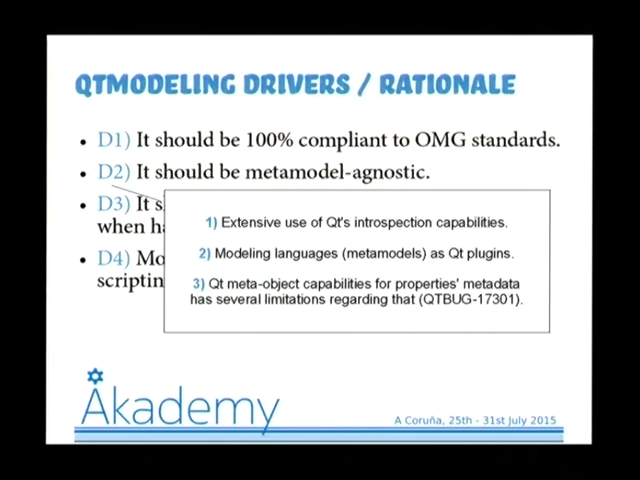 QTMODELING DRIVERS / RATIONALE
• D1) It should be 100% compliant to OMG standards.
• D2) It should be metamodel-agnostic.
• D3) It s
when ha
• D4) Mo
scriptin
1) Extensive use of Qt's introspection capabilities.
2) Modeling languages (metamodels) as Qt plugins.
3) Qt meta-object capabilities for properties' metadata
has several limitations regarding that (QTBUG-17301).
Akademy
A Coruña, 25th - 31st July 2015